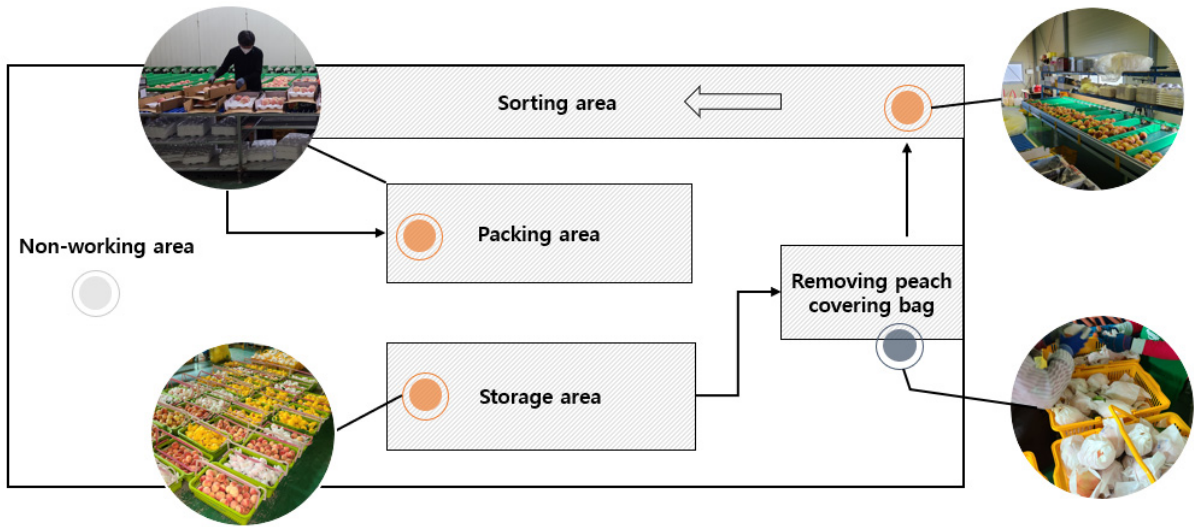 Sorting area
Packing area
Non-working area
Removing peach
covering bag
Storage area